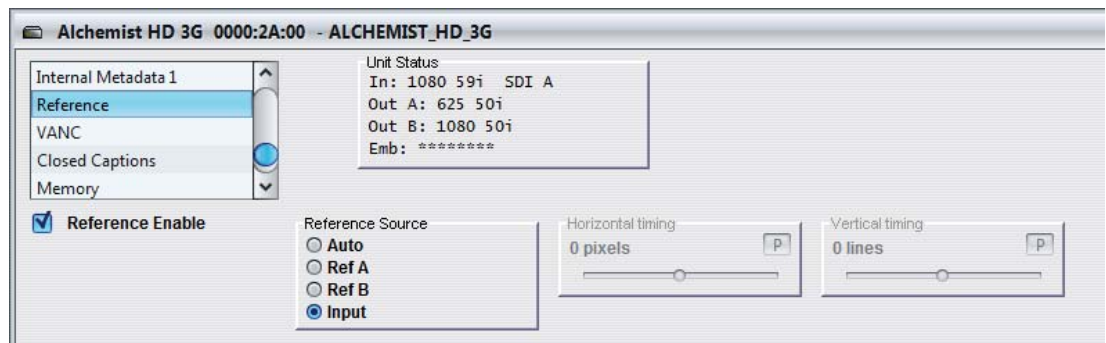 Alchemist HD 3G 0000:2A:00 - ALCHEMIST_HD_3G
Internal Metadata 1
Reference
VANC
Closed Captions
Memory
Unit Status
In: 1080 59i SDI A
Out A: 625 50i
Out B: 1080 50i
Emb: ********
Reference Enable
Reference Source
Auto
Ref A
Ref B
Input
Horizontal timing
0 pixels
P
Vertical timing
0 lines
P